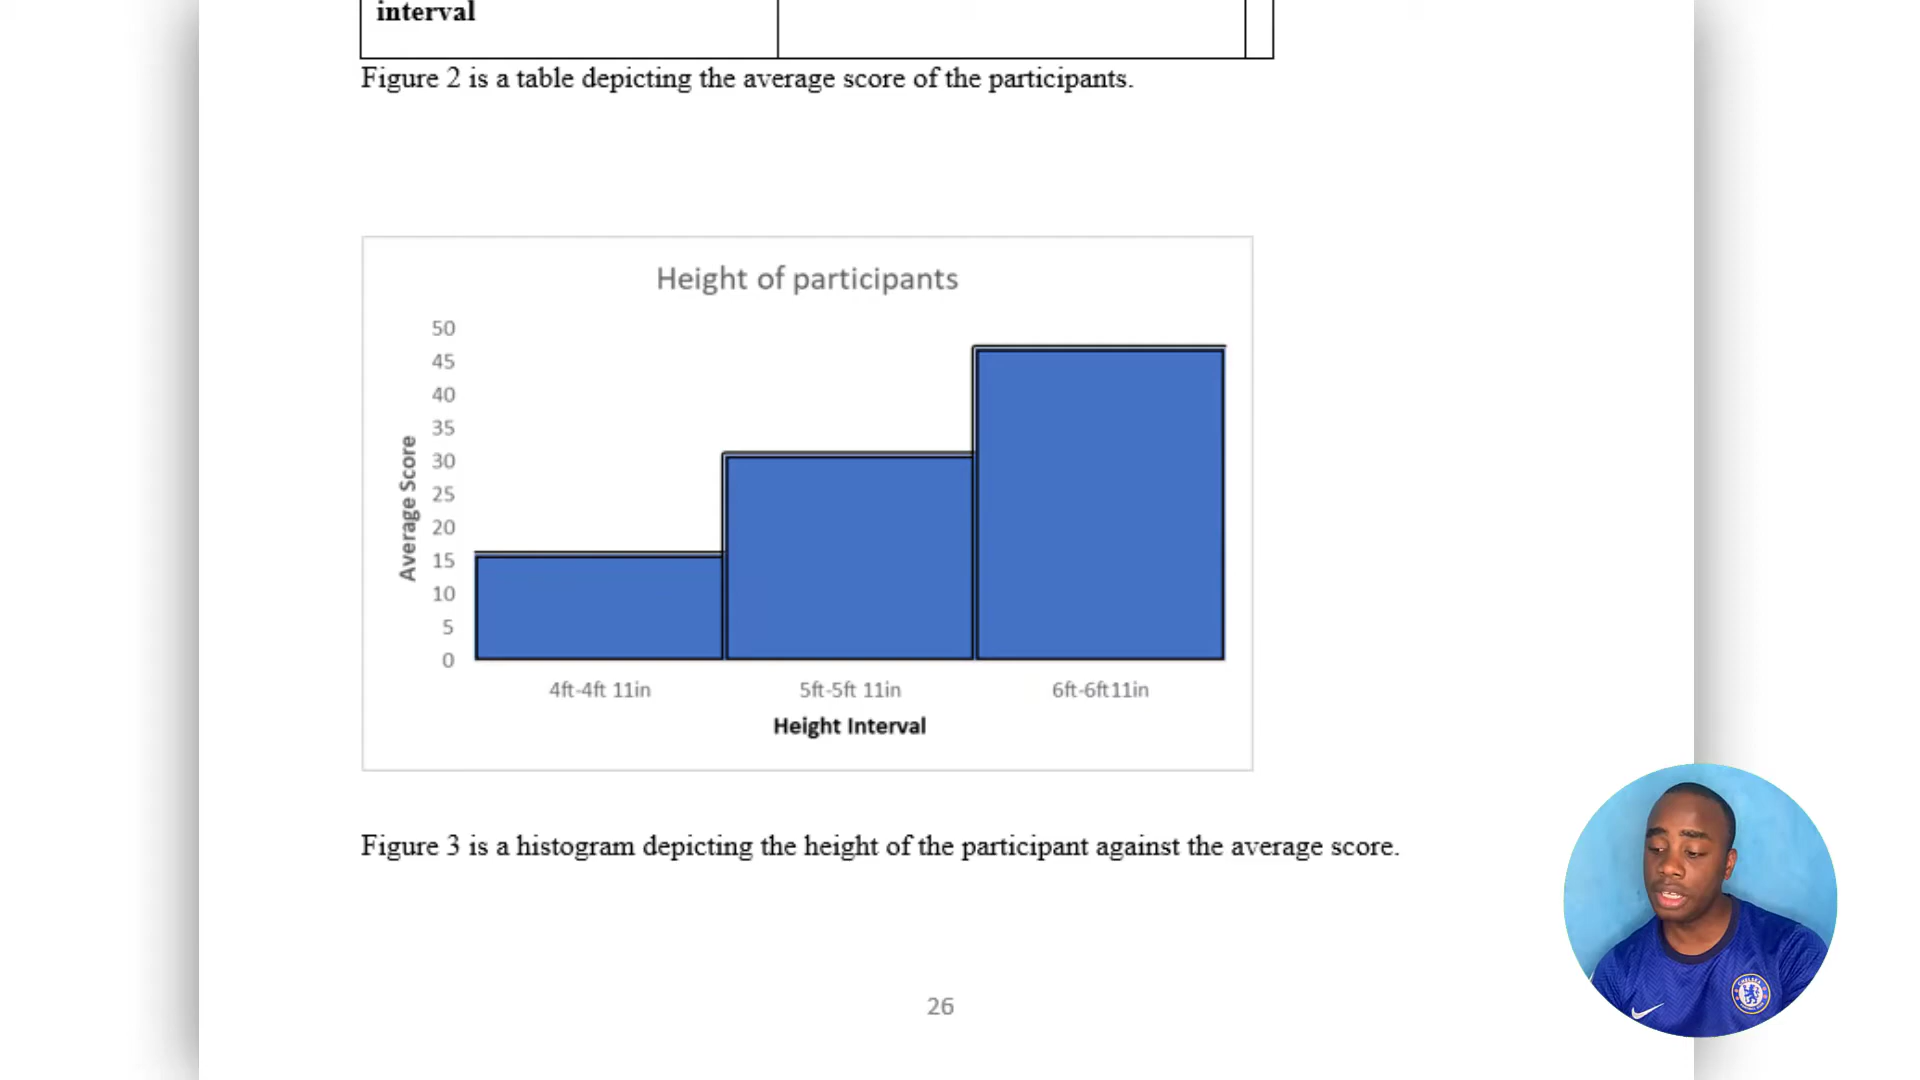 interval
Figure 2 is a table depicting the average score of the participants.
Height of participants
50
45
40
35
30
25
20
15
10
5
0
Average Score
4ft-4ft 11in
5ft-5ft 11in
6ft-6ft11in
Height Interval
Figure 3 is a histogram depicting the height of the participant against the average score.
26
CHELSEA